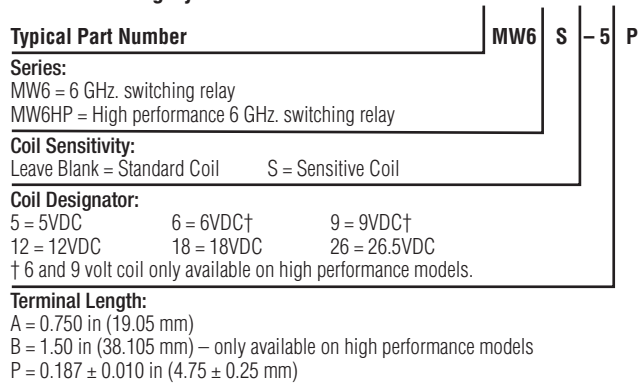 Typical Part Number MW6 S – 5 P
Series:
MW6 = 6 GHz. switching relay
MW6HP = High performance 6 GHz. switching relay
Coil Sensitivity:
Leave Blank = Standard Coil S = Sensitive Coil
Coil Designator:
5 = 5VDC 6 = 6VDC† 9 = 9VDC†
12 = 12VDC 18 = 18VDC 26 = 26.5VDC
† 6 and 9 volt coil only available on high performance models.
Terminal Length:
A = 0.750 in (19.05 mm)
B = 1.50 in (38.105 mm) – only available on high performance models
P = 0.187 ± 0.010 in (4.75 ± 0.25 mm)